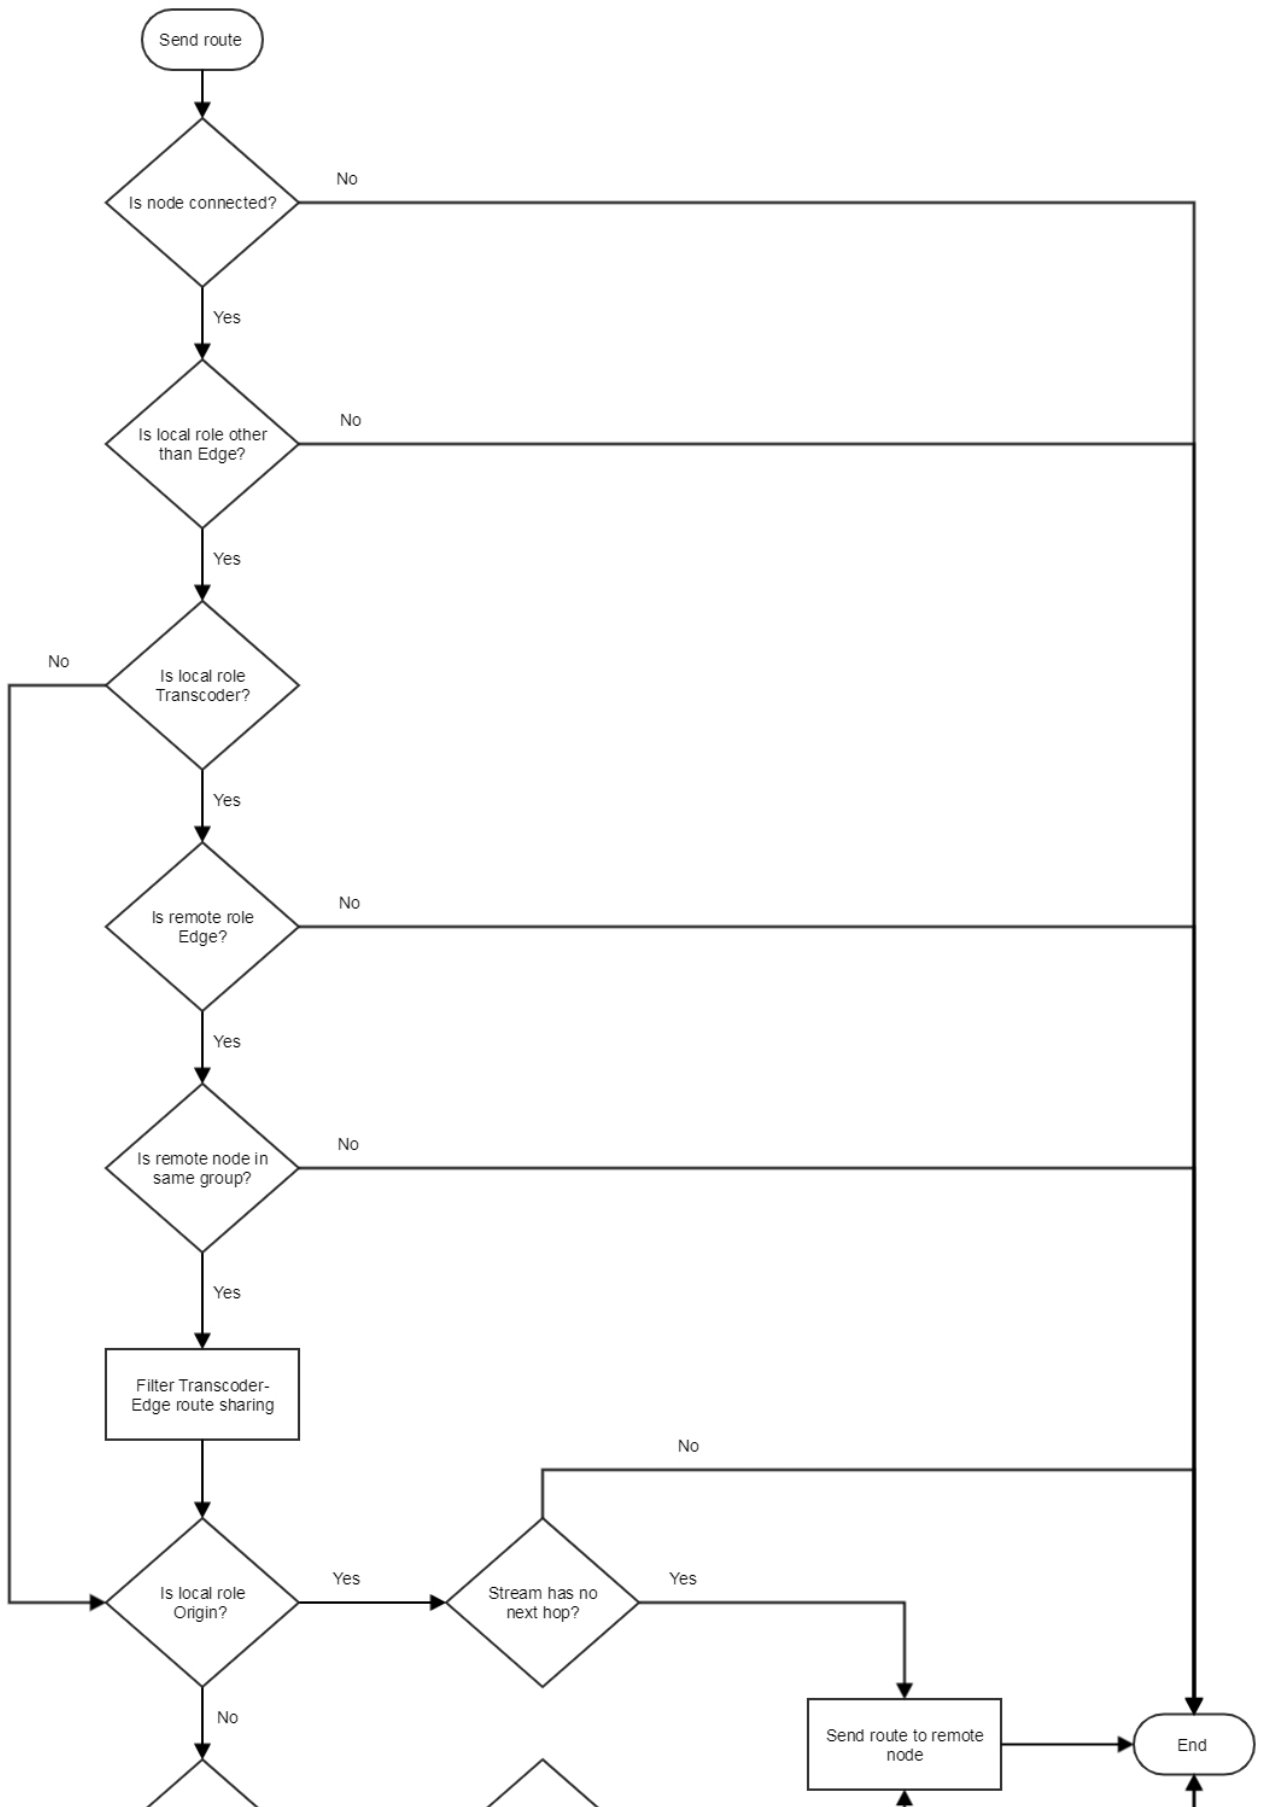 Send route
Is node connected?
No
Yes
Is local role other
than Edge?
No
Yes
Is local role
Transcoder?
No
Yes
Is remote role
Edge?
No
Yes
Is remote node in
same group?
No
Yes
Filter Transcoder-
Edge route sharing
No
Is local role
Origin?
Yes
Stream has no
next hop?
Yes
No
Send route to remote
node
End